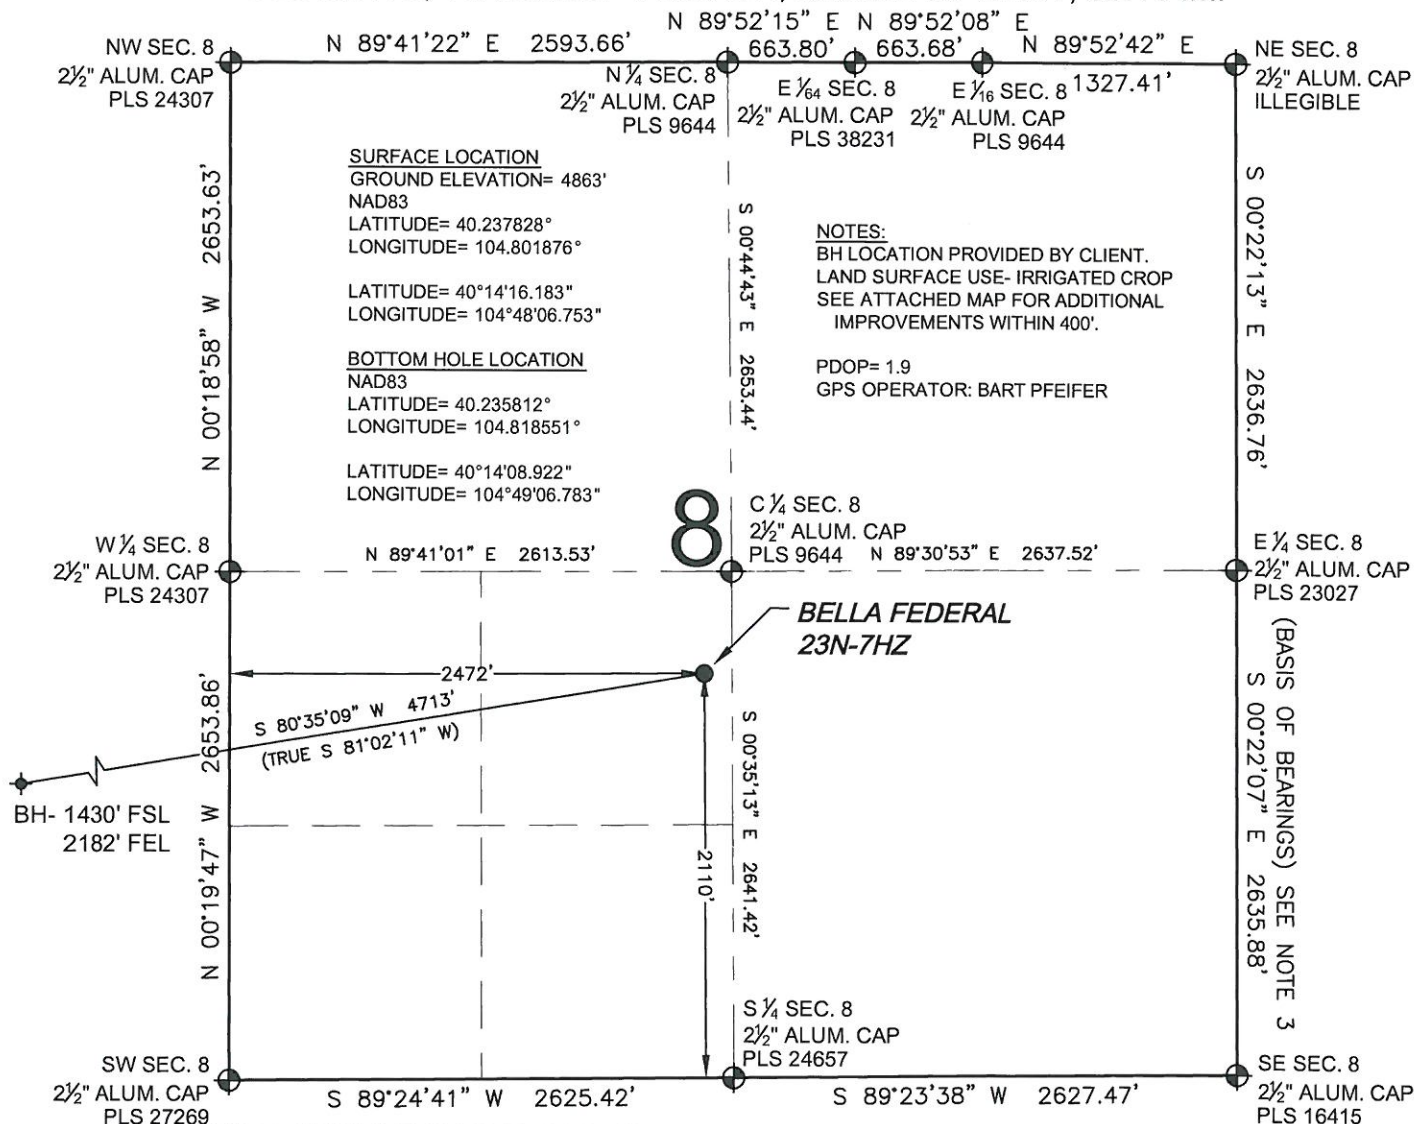 N 89°52'15" E N 89°52'08" E
N 89°41'22" E 2593.66'
663.80'
663.68'
N 89°52'42" E
1327.41'
NW SEC. 8
2½" ALUM. CAP
PLS 24307
N ¼ SEC. 8
2½" ALUM. CAP
PLS 9644
E 1⁄64 SEC. 8
2½" ALUM. CAP
PLS 38231
E 1⁄16 SEC. 8
2½" ALUM. CAP
PLS 9644
NE SEC. 8
2½" ALUM. CAP
ILLEGIBLE
SURFACE LOCATION
GROUND ELEVATION= 4863'
NAD83
LATITUDE= 40.237828°
LONGITUDE= 104.801876°
LATITUDE= 40°14'16.183"
LONGITUDE= 104°48'06.753"
BOTTOM HOLE LOCATION
NAD83
LATITUDE= 40.235812°
LONGITUDE= 104.818551°
LATITUDE= 40°14'08.922"
LONGITUDE= 104°49'06.783"
NOTES:
BH LOCATION PROVIDED BY CLIENT.
LAND SURFACE USE- IRRIGATED CROP
SEE ATTACHED MAP FOR ADDITIONAL
IMPROVEMENTS WITHIN 400'.
PDOP= 1.9
GPS OPERATOR: BART PFEIFER
N 00°18'58" W 2653.63'
S 00°44'43" E 2653.44'
S 00°22'13" E 2636.76'
8
W ¼ SEC. 8
2½" ALUM. CAP
PLS 24307
N 89°41'01" E 2613.53'
C ¼ SEC. 8
2½" ALUM. CAP
PLS 9644
N 89°30'53" E 2637.52'
E ¼ SEC. 8
2½" ALUM. CAP
PLS 23027
BELLA FEDERAL
23N-7HZ
2472'
S 80°35'09" W 4713'
(TRUE S 81°02'11" W)
BH- 1430' FSL
2182' FEL
N 00°19'47" W 2653.86'
2110'
S 00°35'13" E 2641.42'
S 00°22'07" E 2635.88'
(BASIS OF BEARINGS) SEE NOTE 3
SW SEC. 8
2½" ALUM. CAP
PLS 27269
S 89°24'41" W 2625.42'
S ¼ SEC. 8
2½" ALUM. CAP
PLS 24657
S 89°23'38" W 2627.47'
SE SEC. 8
2½" ALUM. CAP
PLS 16415